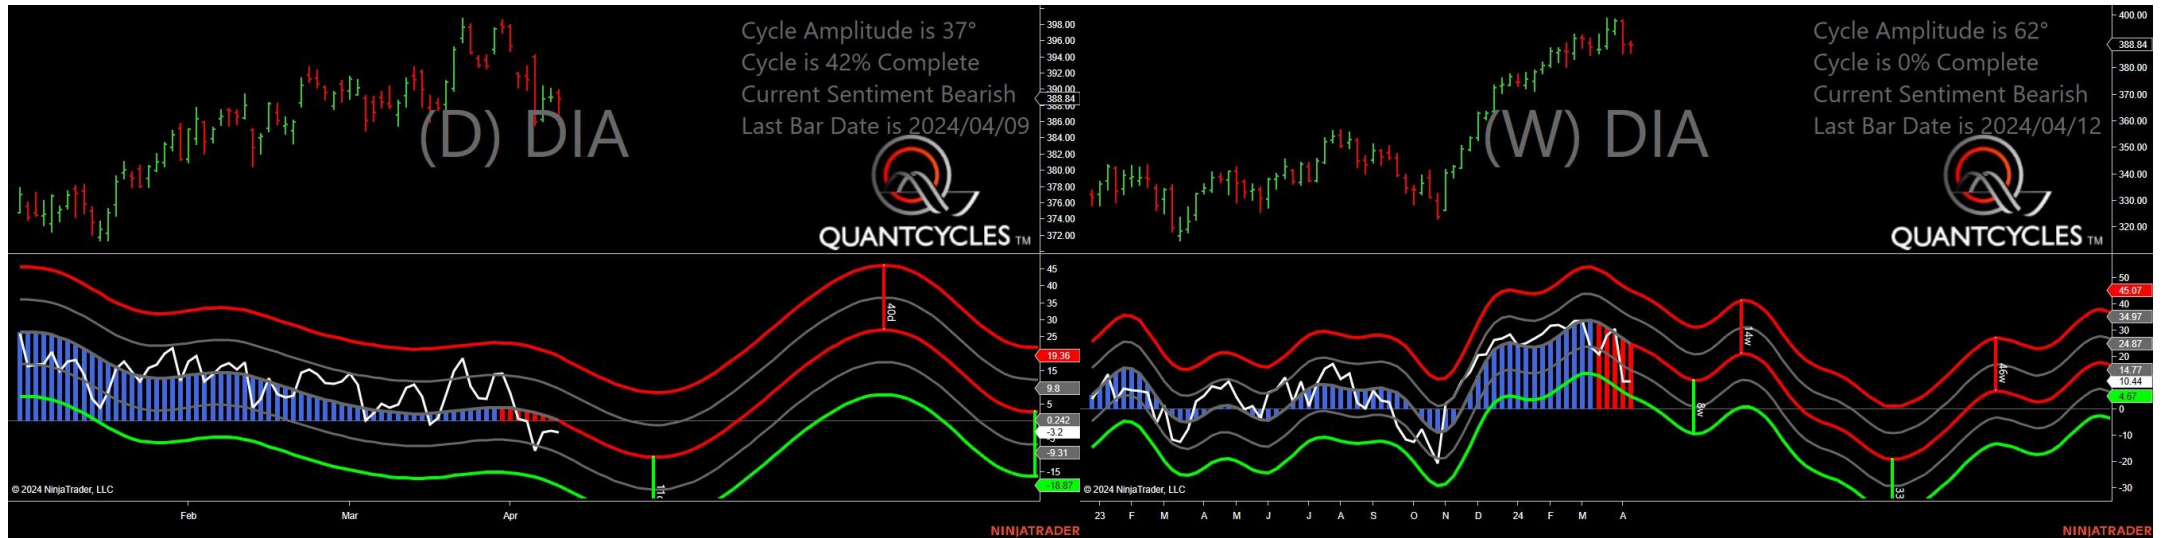 Cycle Amplitude is 37°
Cycle is 42% Complete
Current Sentiment Bearish
Last Bar Date is 2024/04/09
(D) DIA
QUANTCYCLES TM
398.00
396.00
394.00
392.00
390.00
388.84
388.00
386.00
384.00
382.00
380.00
378.00
376.00
374.00
372.00
45
40
35
30
25
19.36
15
9.8
5
0.242
-3.2
-9.31
-15
-18.87
40d
© 2024 NinjaTrader, LLC
Feb
Mar
Apr
NINJATRADER
Cycle Amplitude is 62°
Cycle is 0% Complete
Current Sentiment Bearish
Last Bar Date is 2024/04/12
(W) DIA
QUANTCYCLES TM
400.00
388.84
380.00
370.00
360.00
350.00
340.00
330.00
320.00
50
45.07
40
34.97
30
24.87
20
14.77
10.44
4.67
0
-10
-20
-30
14w
8w
46w
33
© 2024 NinjaTrader, LLC
23
F
M
A
M
J
J
A
S
O
N
D
24
F
M
A
NINJATRADER